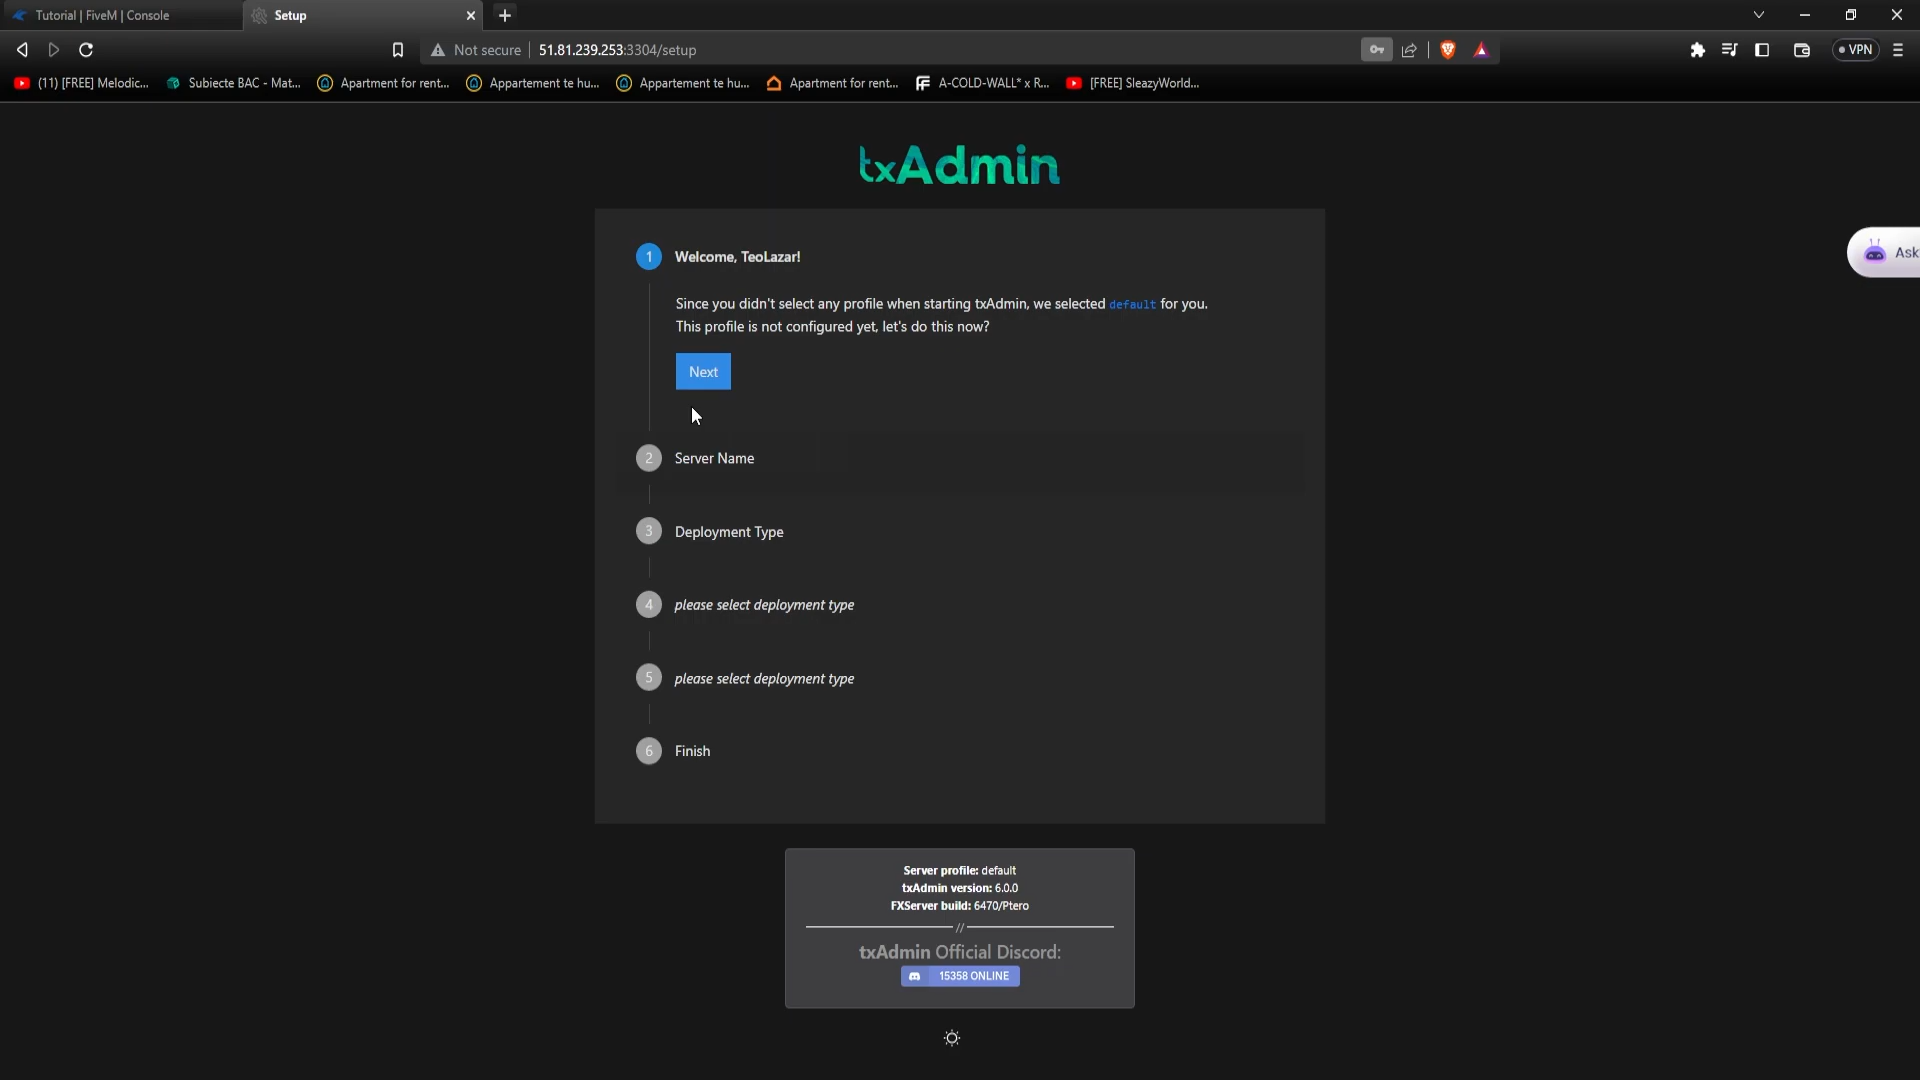 Tutorial | FiveM | Console
Setup
Not secure
51.81.239.253:3304/setup
VPN
(11) [FREE] Melodic...
Subiecte BAC - Mat...
Apartment for rent...
Appartement te hu...
Appartement te hu...
Apartment for rent...
A-COLD-WALL* x R...
[FREE] SleazyWorld...
txAdmin
Ask
1 Welcome, TeoLazar!
Since you didn't select any profile when starting txAdmin, we selected default for you.
This profile is not configured yet, let's do this now?
Next
2 Server Name
3 Deployment Type
4 please select deployment type
5 please select deployment type
6 Finish
Server profile: default
txAdmin version: 6.0.0
FXServer build: 6470/Ptero
//
txAdmin Official Discord:
15358 ONLINE